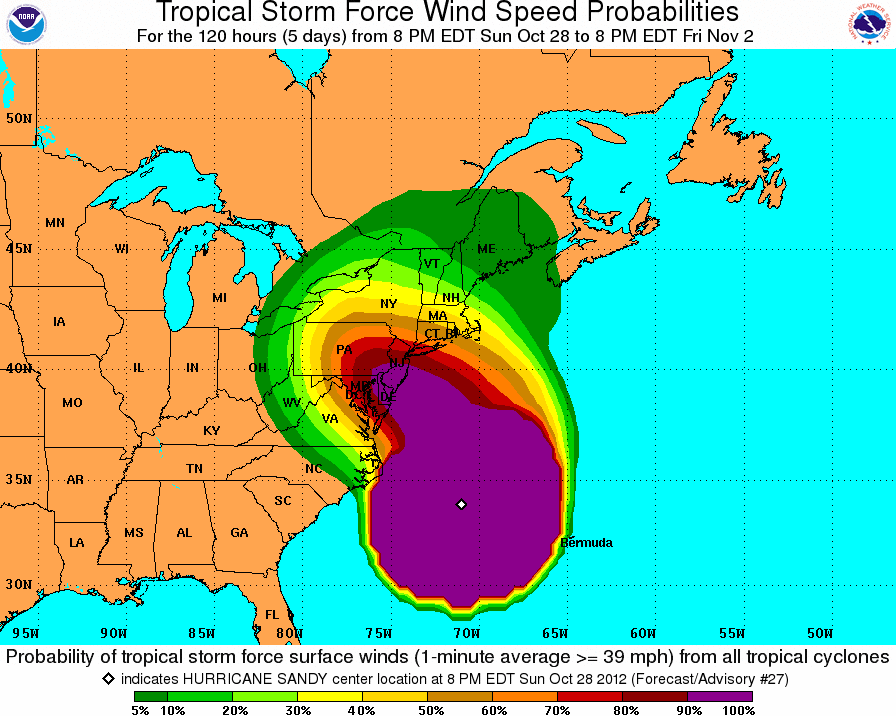 Tropical Storm Force Wind Speed Probabilities
For the 120 hours (5 days) from 8 PM EDT Sun Oct 28 to 8 PM EDT Fri Nov 2
NOAA
NATIONAL WEATHER SERVICE
50N
MN
45N
WI
ME
VT
MI
NY
NH
MA
IA
CT RI
PA
NJ
40N
IL
IN
OH
MD
DC
DE
MO
WV
VA
KY
TN
NC
35N
AR
SC
MS
AL
GA
LA
Bermuda
30N
FL
95W 90W 85W 80W 75W 70W 65W 60W 55W 50W
Probability of tropical storm force surface winds (1-minute average >= 39 mph) from all tropical cyclones
indicates HURRICANE SANDY center location at 8 PM EDT Sun Oct 28 2012 (Forecast/Advisory #27)
5% 10% 20% 30% 40% 50% 60% 70% 80% 90% 100%